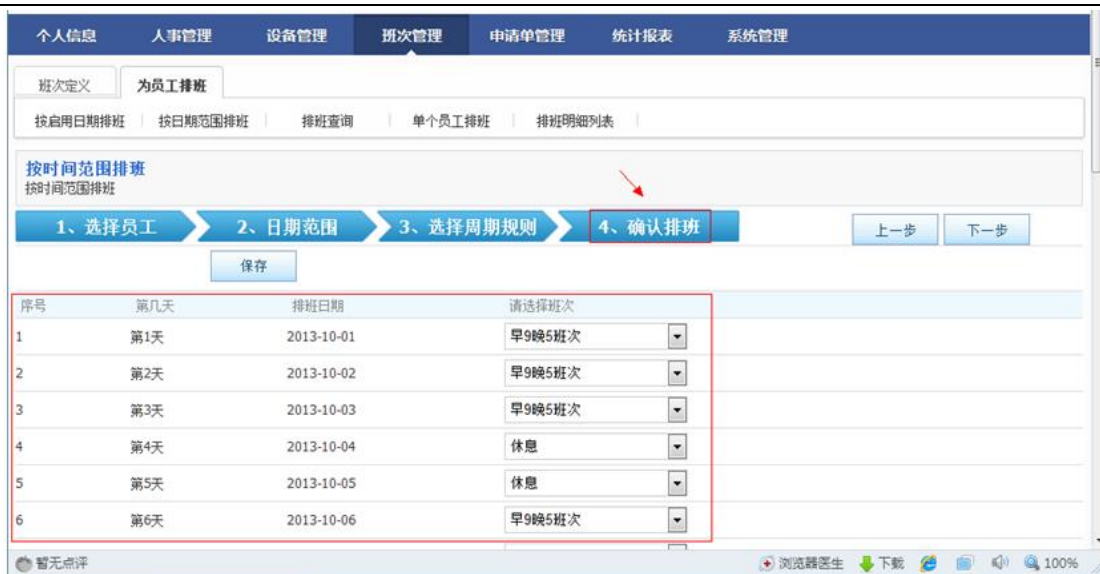 个人信息 人事管理 设备管理 班次管理 申请单管理 统计报表 系统管理
班次定义 为员工排班
按启用日期排班 按日期范围排班 排班查询 单个员工排班 排班明细列表
按时间范围排班
按时间范围排班
1、选择员工 2、日期范围 3、选择周期规则 4、确认排班 上一步 下一步
保存
序号 第几天 排班日期 请选择班次
1 第1天 2013-10-01 早9晚5班次
2 第2天 2013-10-02 早9晚5班次
3 第3天 2013-10-03 早9晚5班次
4 第4天 2013-10-04 休息
5 第5天 2013-10-05 休息
6 第6天 2013-10-06 早9晚5班次
暂无点评 浏览器医生 下载 100%